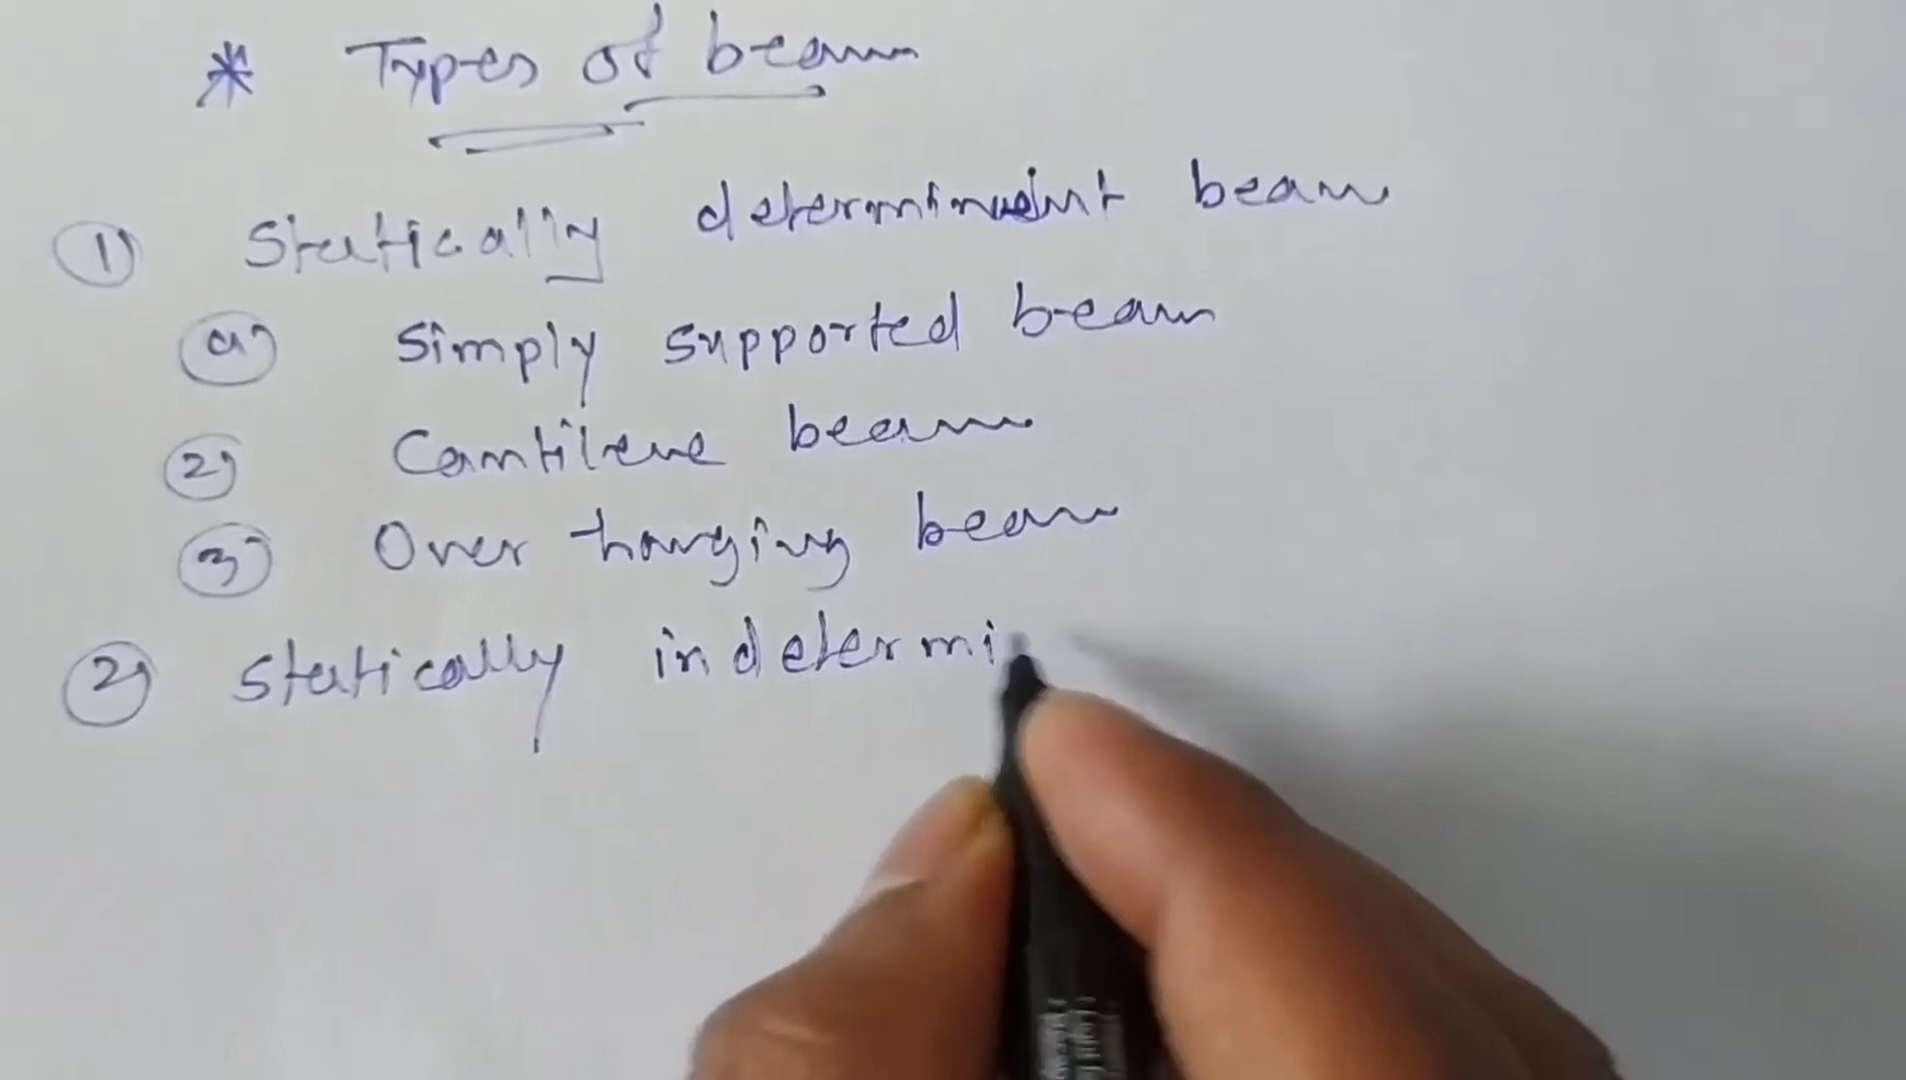 * Types of beam
1) Statically determinant beam
a) Simply supported beam
2) Cantileve beam
3) Over hanging beam
2) Statically indetermi